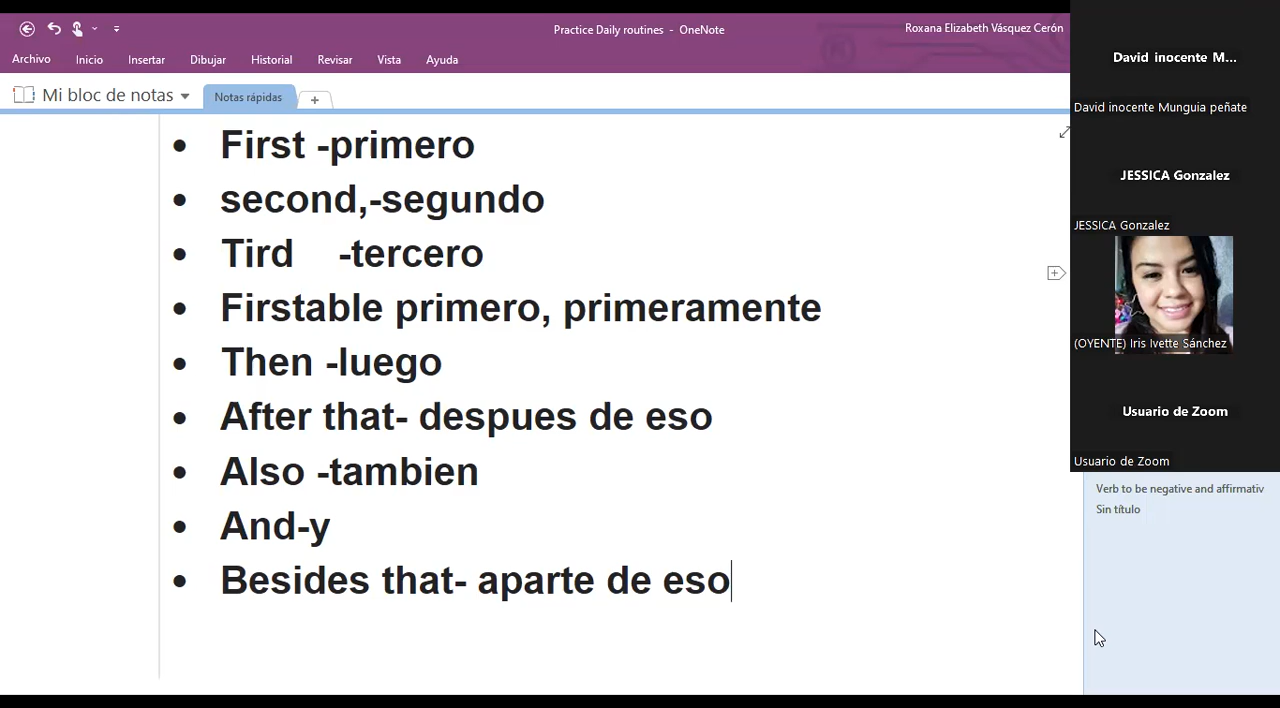 Practice Daily routines - OneNote
Roxana Elizabeth Vásquez Cerón
Archivo Inicio Insertar Dibujar Historial Revisar Vista Ayuda
Mi bloc de notas Notas rápidas
First -primero
second,-segundo
Tird -tercero
Firstable primero, primeramente
Then -luego
After that- despues de eso
Also -tambien
And-y
Besides that- aparte de eso
David inocente M...
David inocente Munguia peñate
JESSICA Gonzalez
JESSICA Gonzalez
(OYENTE) Iris Ivette Sánchez
Usuario de Zoom
Usuario de Zoom
Verb to be negative and affirmativ
Sin título